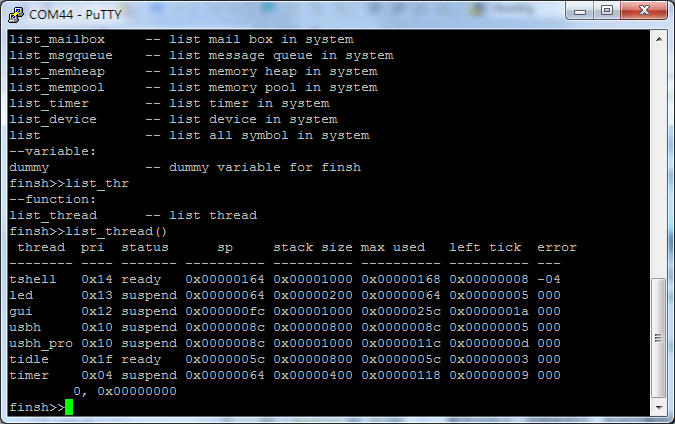 COM44 - PuTTY
list_mailbox     -- list mail box in system
list_msgqueue    -- list message queue in system
list_memheap     -- list memory heap in system
list_mempool     -- list memory pool in system
list_timer       -- list timer in system
list_device      -- list device in system
list             -- list all symbol in system
--variable:
dummy            -- dummy variable for finsh
finsh>>list_thr
--function:
list_thread      -- list thread
finsh>>list_thread()
 thread  pri  status      sp     stack size max used   left tick  error
-------- ---- ------- ---------- ---------- ---------- ---------- ---
tshell   0x14 ready   0x00000164 0x00001000 0x00000168 0x00000008 -04
led      0x13 suspend 0x00000064 0x00000200 0x00000064 0x00000005 000
gui      0x12 suspend 0x000000fc 0x00001000 0x0000025c 0x0000001a 000
usbh     0x10 suspend 0x0000008c 0x00000800 0x0000008c 0x00000005 000
usbh_pro 0x10 suspend 0x0000008c 0x00001000 0x0000011c 0x0000000d 000
tidle    0x1f ready   0x0000005c 0x00000800 0x0000005c 0x00000003 000
timer    0x04 suspend 0x00000064 0x00000400 0x00000118 0x00000009 000
        0, 0x00000000
finsh>>